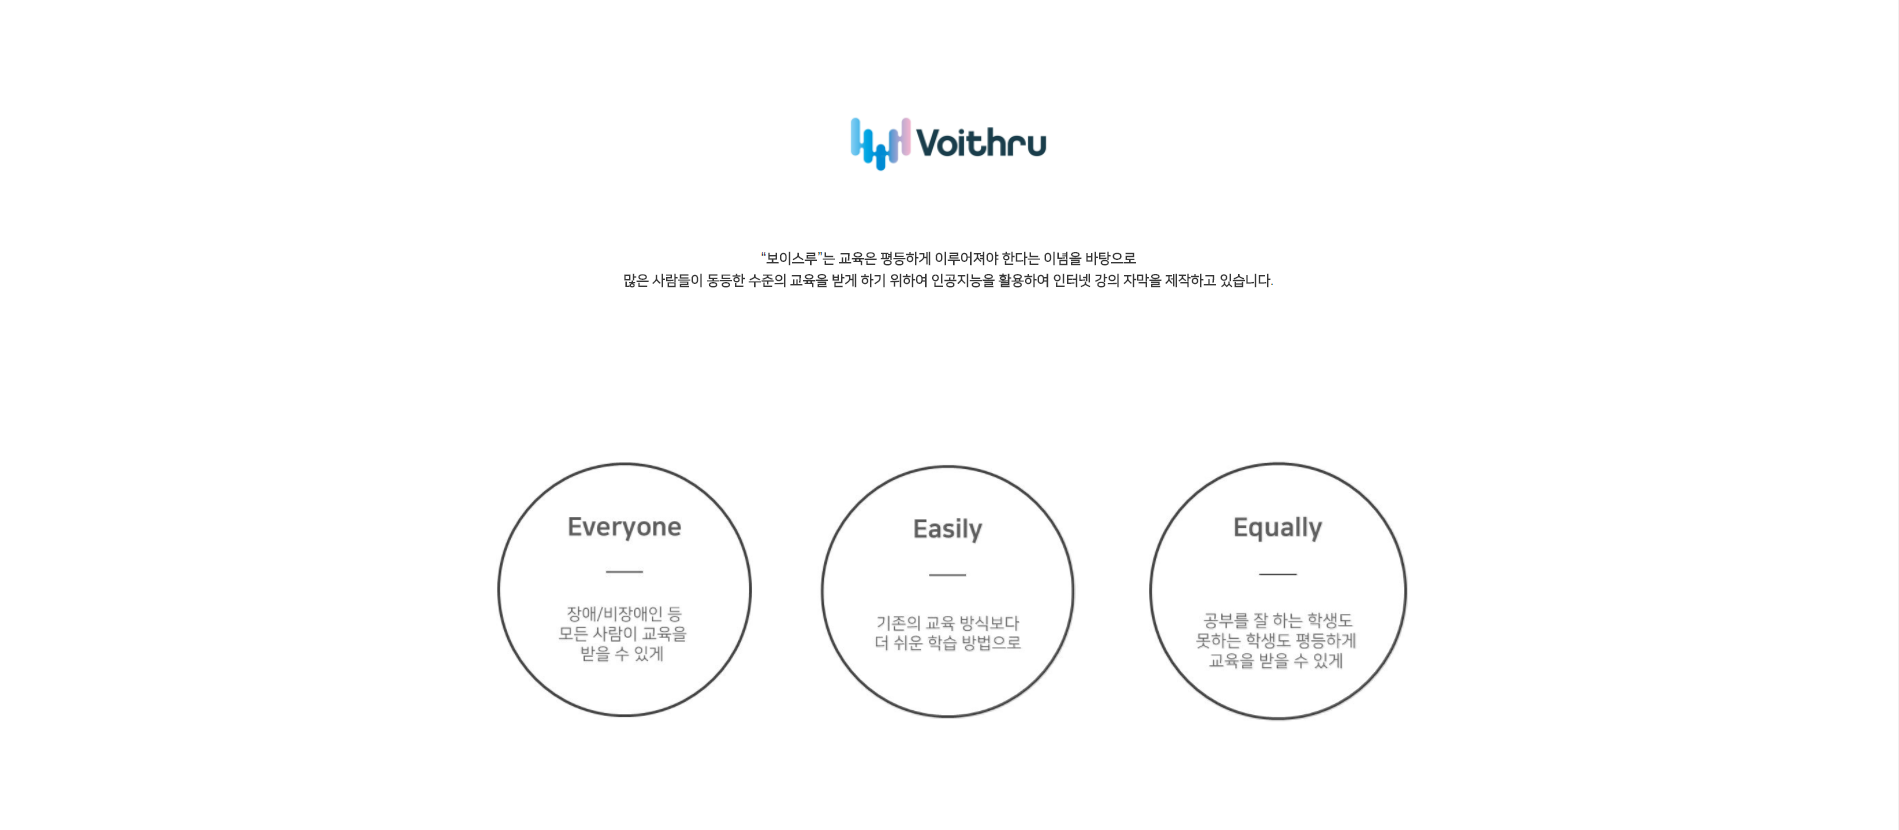 Voithru
“보이스루”는 교육은 평등하게 이루어져야 한다는 이념을 바탕으로
많은 사람들이 동등한 수준의 교육을 받게 하기 위하여 인공지능을 활용하여 인터넷 강의 자막을 제작하고 있습니다.
Everyone
장애/비장애인 등
모든 사람이 교육을
받을 수 있게
Easily
기존의 교육 방식보다
더 쉬운 학습 방법으로
Equally
공부를 잘 하는 학생도
못하는 학생도 평등하게
교육을 받을 수 있게